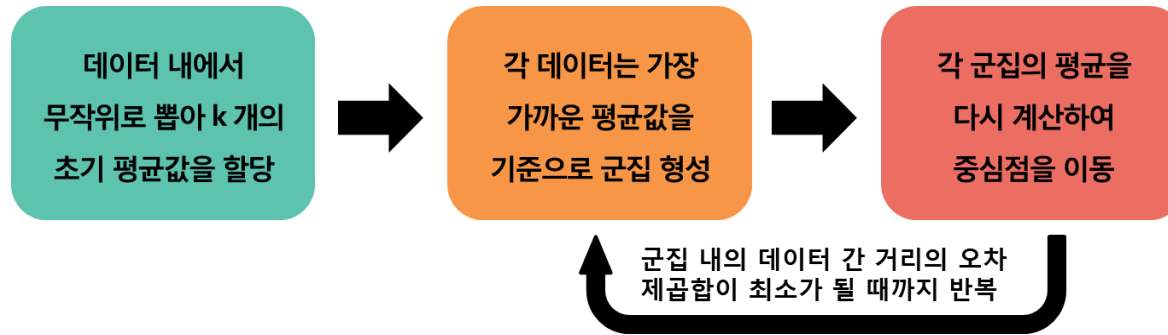 데이터 내에서
무작위로 뽑아 k 개의
초기 평균값을 할당
각 데이터는 가장
가까운 평균값을
기준으로 군집 형성
각 군집의 평균을
다시 계산하여
중심점을 이동
군집 내의 데이터 간 거리의 오차
제곱합이 최소가 될 때까지 반복